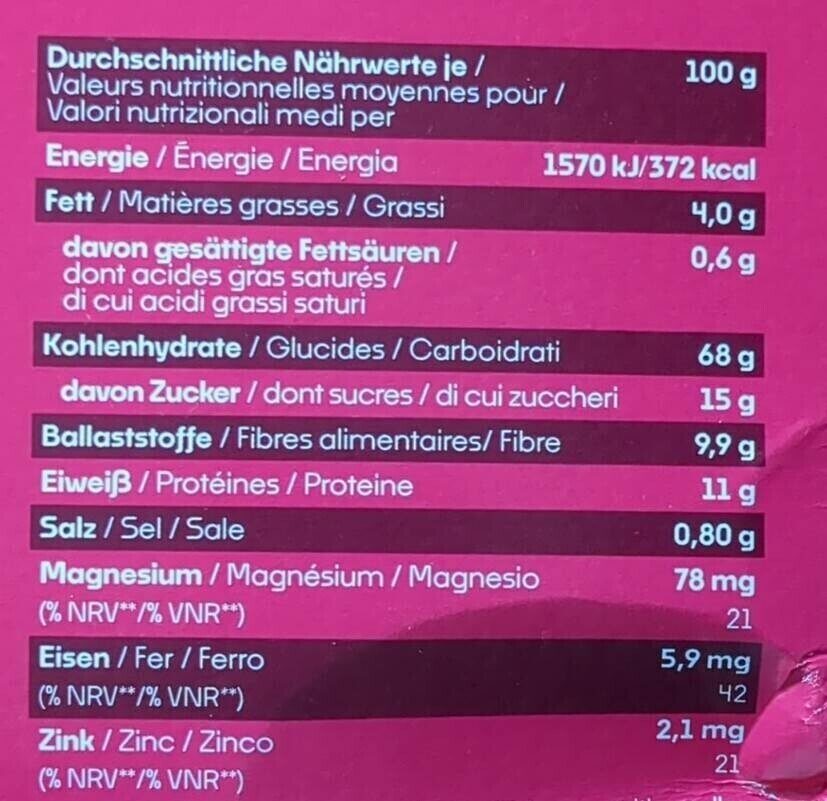 Durchschnittliche Nährwerte je / 100 g
Valeurs nutritionnelles moyennes pour /
Valori nutrizionali medi per
Energie / Énergie / Energia 1570 kJ/372 kcal
Fett / Matières grasses / Grassi 4,0 g
davon gesättigte Fettsäuren / 0,6 g
dont acides gras saturés /
di cui acidi grassi saturi
Kohlenhydrate / Glucides / Carboidrati 68 g
davon Zucker / dont sucres / di cui zuccheri 15 g
Ballaststoffe / Fibres alimentaires/ Fibre 9,9 g
Eiweiß / Protéines / Proteine 11 g
Salz / Sel / Sale 0,80 g
Magnesium / Magnésium / Magnesio 78 mg
(% NRV**/% VNR**) 21
Eisen / Fer / Ferro 5,9 mg
(% NRV**/% VNR**) 42
Zink / Zinc / Zinco 2,1 mg
(% NRV**/% VNR**) 21